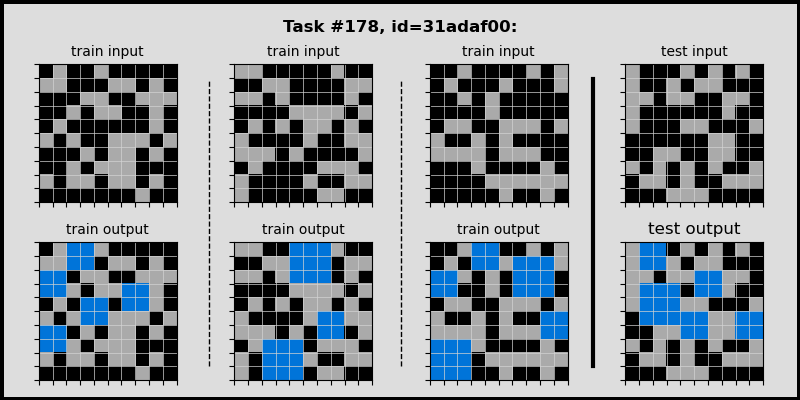 Task #178, id=31adaf00:
train input
train input
train input
test input
train output
train output
train output
test output